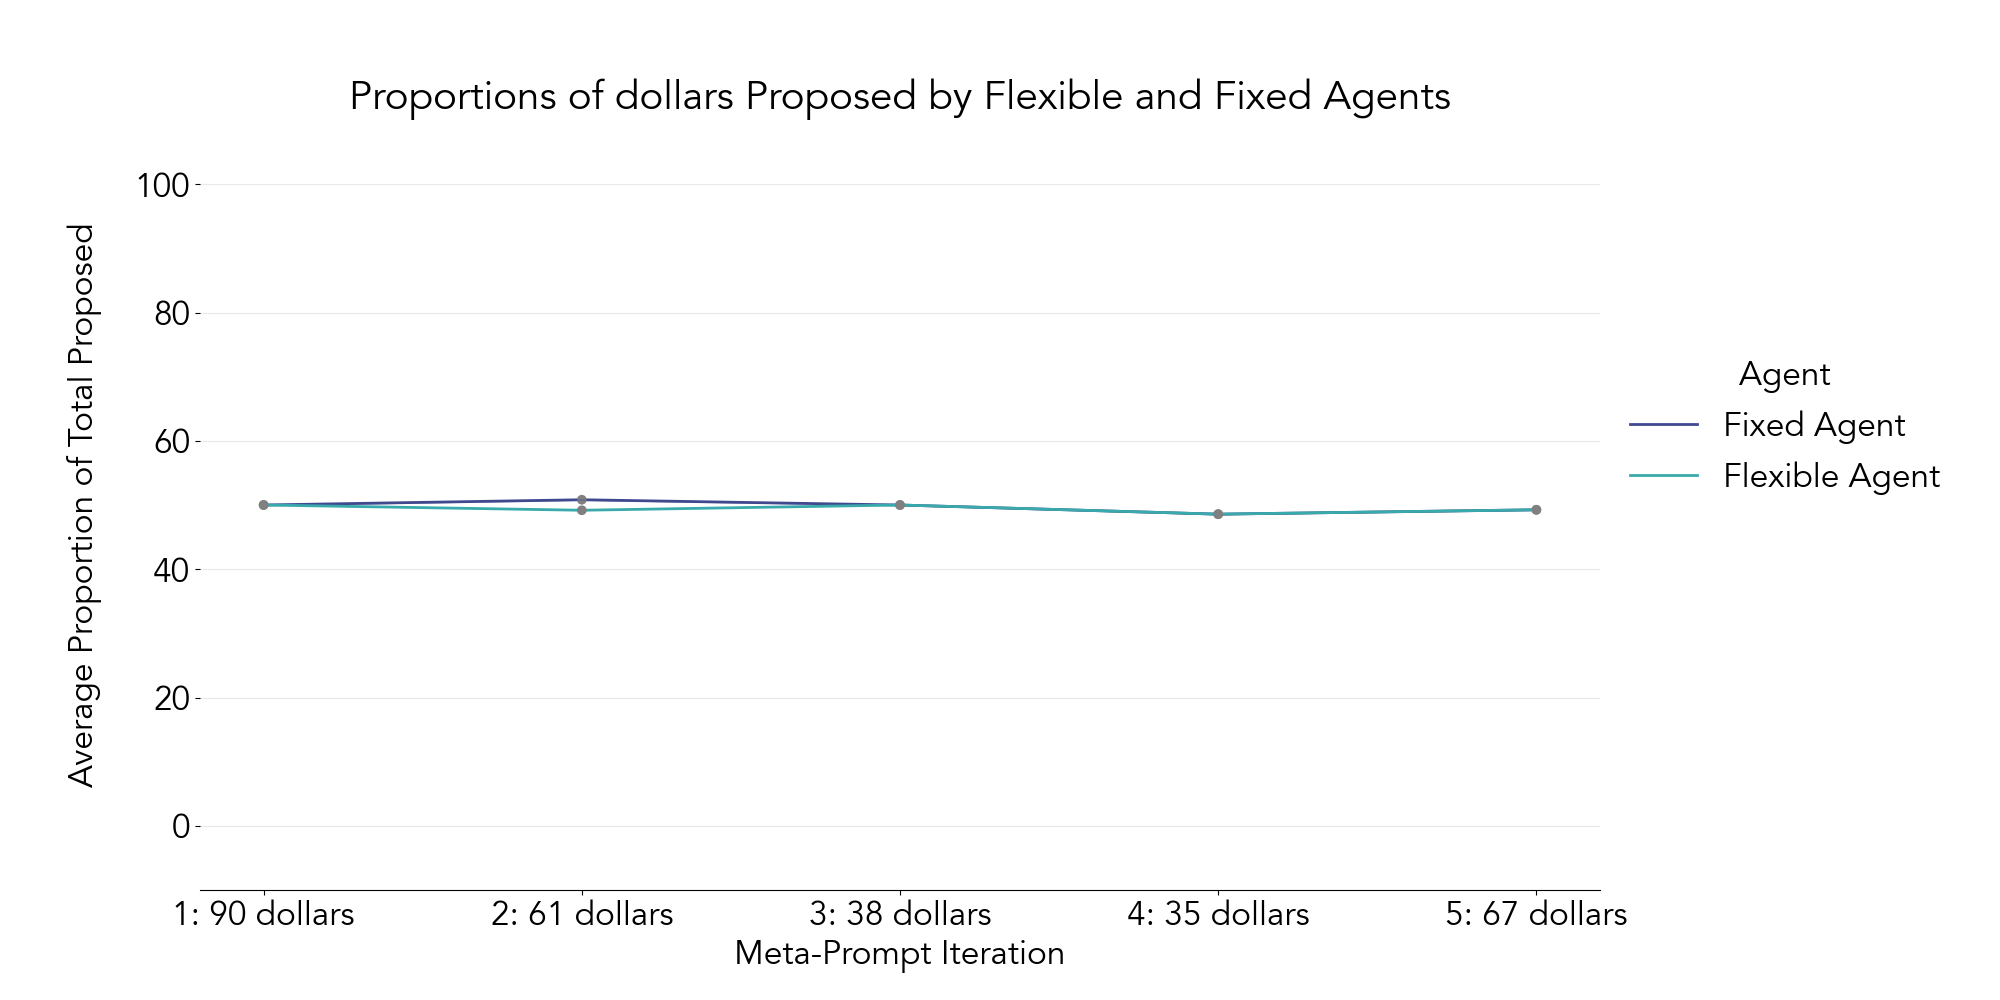 Proportions of dollars Proposed by Flexible and Fixed Agents
Average Proportion of Total Proposed
100
80
60
40
20
0
1: 90 dollars
2: 61 dollars
3: 38 dollars
4: 35 dollars
5: 67 dollars
Meta-Prompt Iteration
Agent
Fixed Agent
Flexible Agent